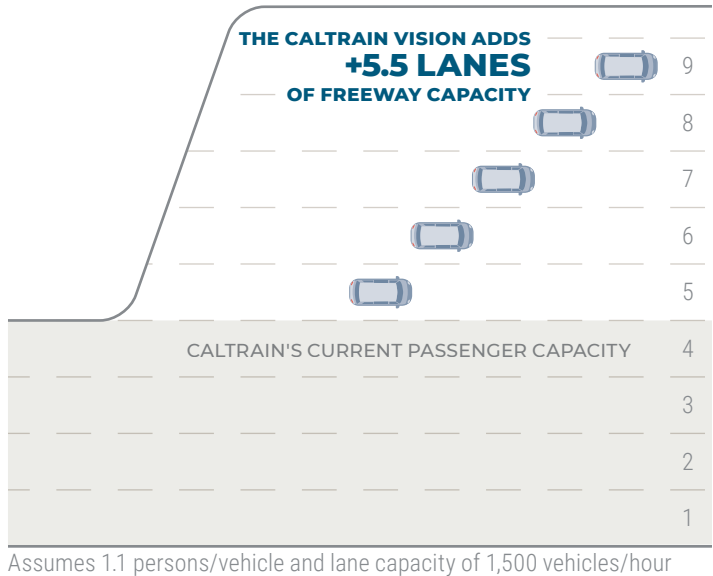 THE CALTRAIN VISION ADDS
+5.5 LANES
OF FREEWAY CAPACITY
9
8
7
6
5
CALTRAIN'S CURRENT PASSENGER CAPACITY 4
3
2
1
Assumes 1.1 persons/vehicle and lane capacity of 1,500 vehicles/hour